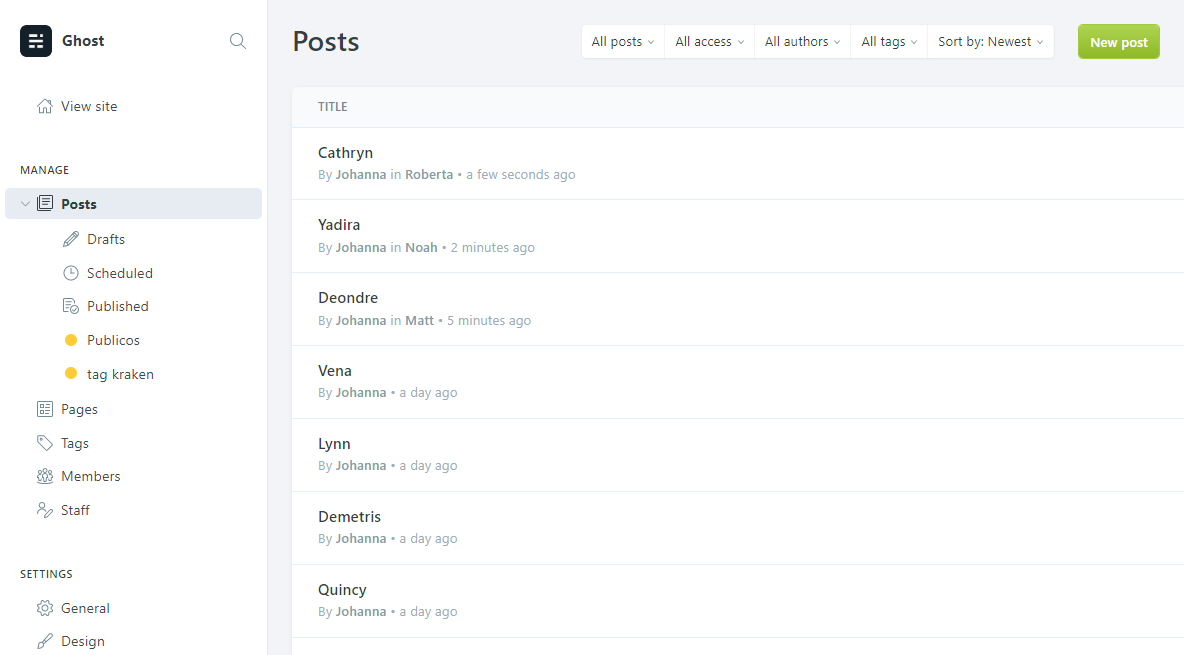 Ghost
View site
MANAGE
Posts
Drafts
Scheduled
Published
Publicos
tag kraken
Pages
Tags
Members
Staff
SETTINGS
General
Design
Posts
All posts
All access
All authors
All tags
Sort by: Newest
New post
TITLE
Cathryn
By Johanna in Roberta • a few seconds ago
Yadira
By Johanna in Noah • 2 minutes ago
Deondre
By Johanna in Matt • 5 minutes ago
Vena
By Johanna • a day ago
Lynn
By Johanna • a day ago
Demetris
By Johanna • a day ago
Quincy
By Johanna • a day ago